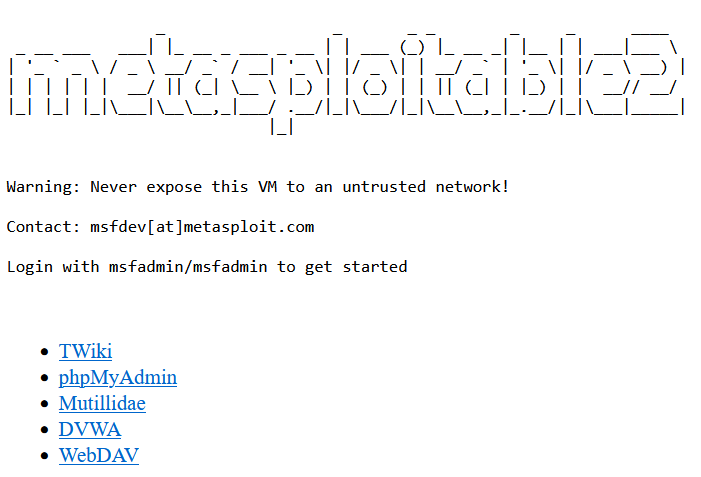 metasploitable2
Warning: Never expose this VM to an untrusted network!
Contact: msfdev[at]metasploit.com
Login with msfadmin/msfadmin to get started
TWiki
phpMyAdmin
Mutillidae
DVWA
WebDAV